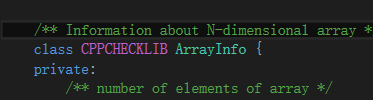 /** Information about N-dimensional array *
class CPPCHECKLIB ArrayInfo {
private:
/** number of elements of array */